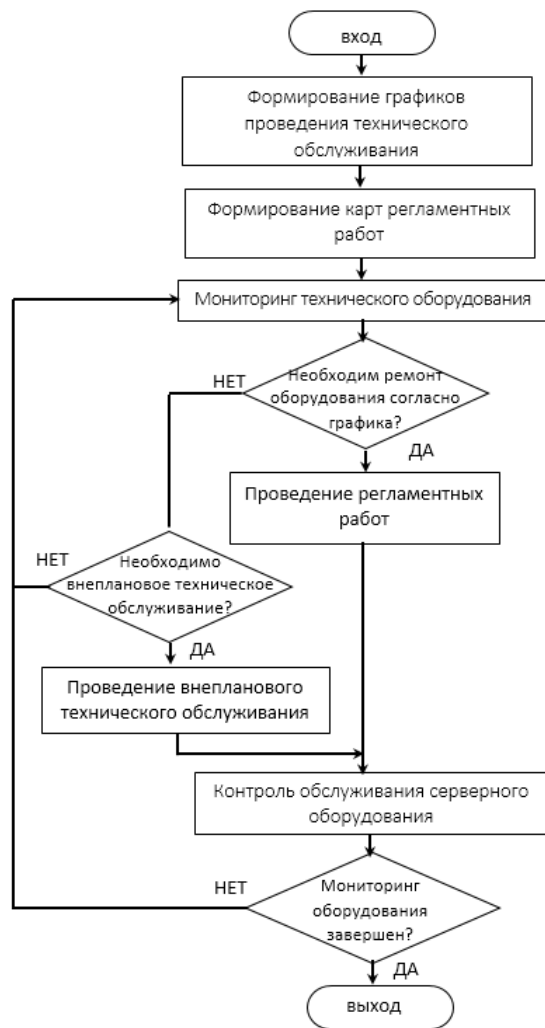 вход
Формирование графиков
проведения технического
обслуживания
Формирование карт регламентных
работ
Мониторинг технического оборудования
НЕТ
Необходим ремонт
оборудования согласно
графика?
ДА
Проведение регламентных
работ
НЕТ
Необходимо
внеплановое техническое
обслуживание?
ДА
Проведение внепланового
технического обслуживания
Контроль обслуживания серверного
оборудования
НЕТ
Мониторинг
оборудования
завершен?
ДА
выход